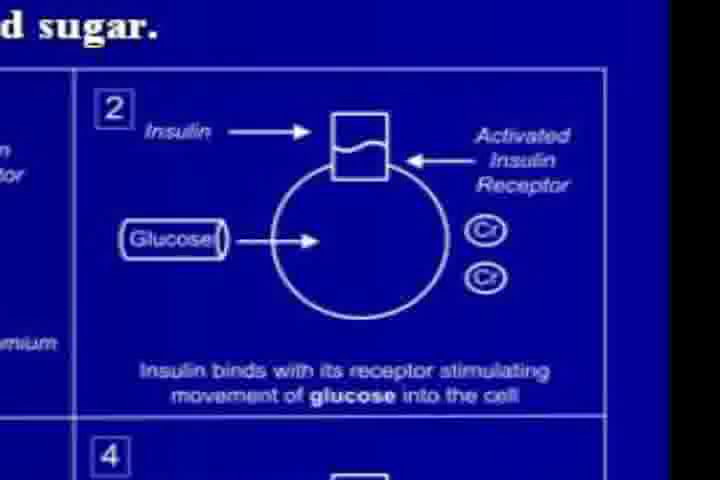 d sugar.
2
Insulin
Activated
Insulin
Receptor
Glucose
Cr
Cr
Insulin binds with its receptor stimulating
movement of glucose into the cell
4